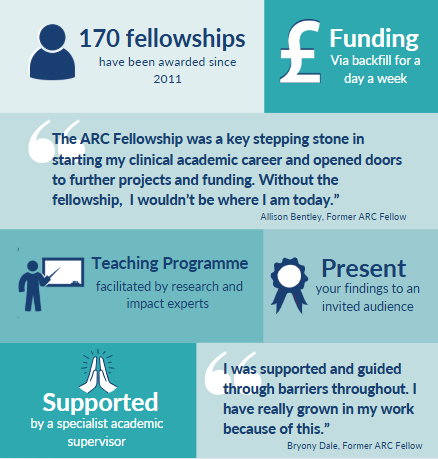 170 fellowships
have been awarded since
2011
£
Funding
Via backfill for a
day a week
“The ARC Fellowship was a key stepping stone in
starting my clinical academic career and opened doors
to further projects and funding. Without the
fellowship, I wouldn't be where I am today.”
Allison Bentley, Former ARC Fellow
Teaching Programme
facilitated by research and
impact experts
Present
your findings to an
invited audience
Supported
by a specialist academic
supervisor
“I was supported and guided
through barriers throughout. I
have really grown in my work
because of this.”
Bryony Dale, Former ARC Fellow